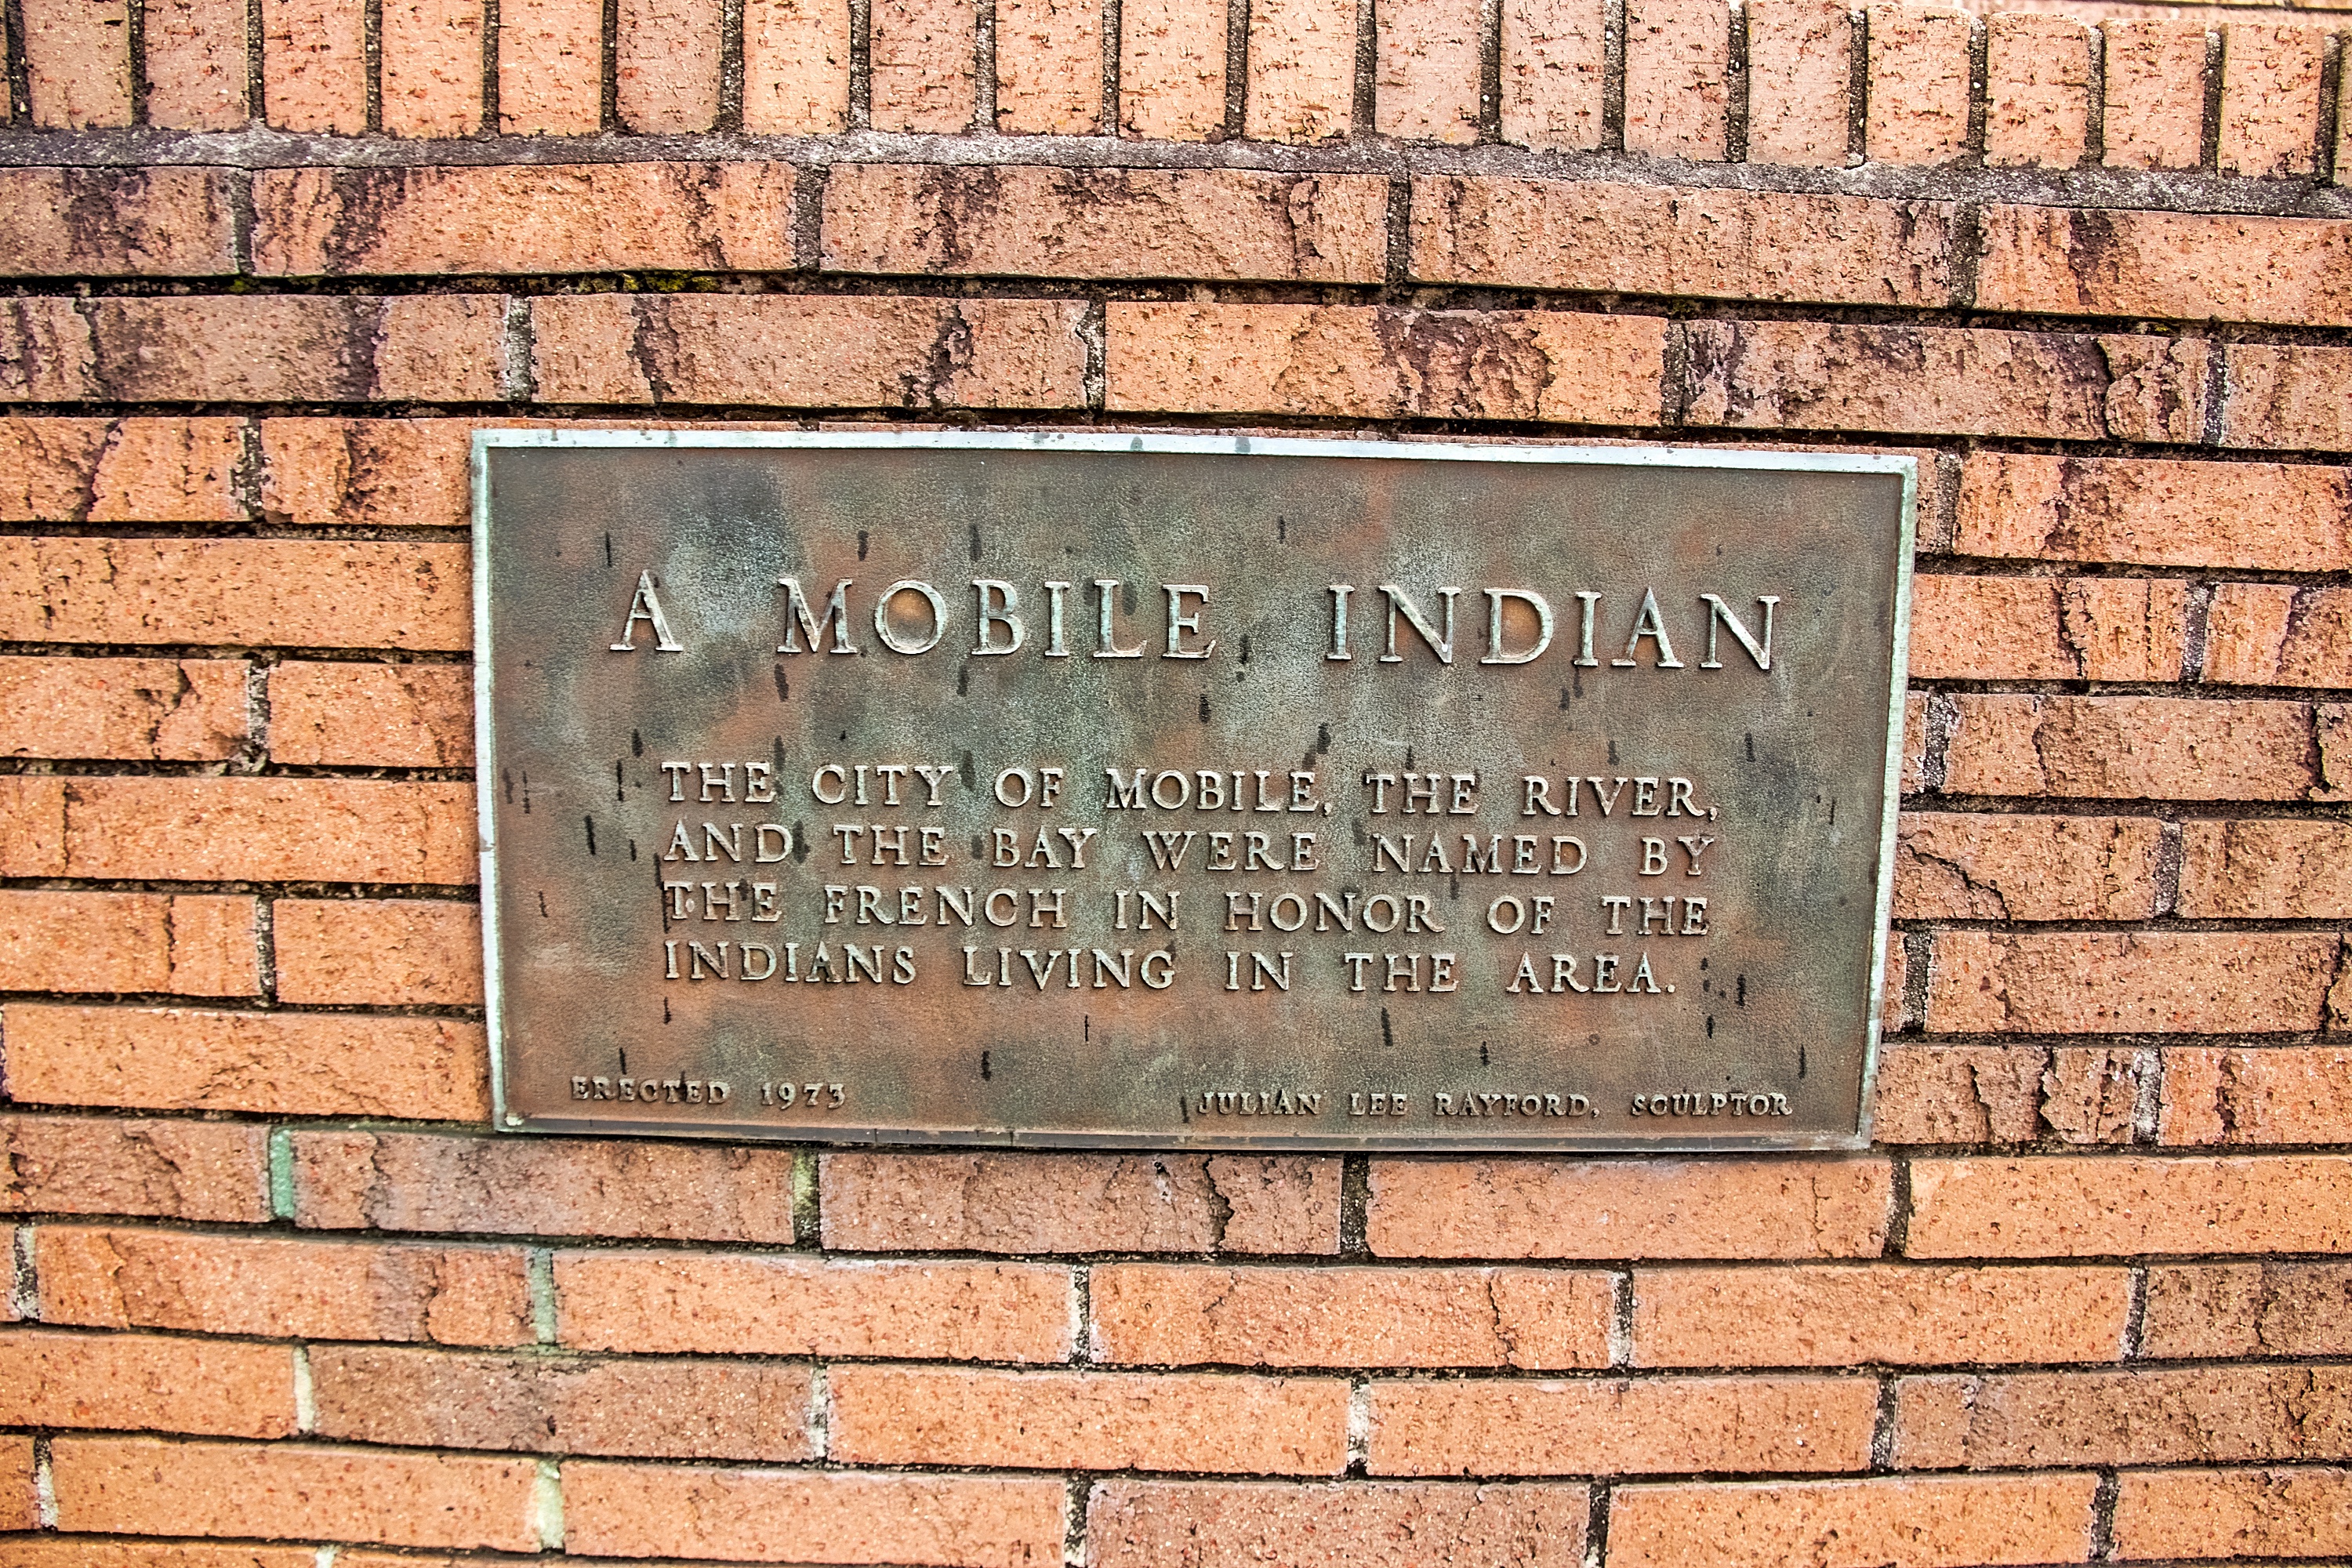 A MOBILE INDIAN
THE CITY OF MOBILE, THE RIVER,
AND THE BAY WERE NAMED BY
THE FRENCH IN HONOR OF THE
INDIANS LIVING IN THE AREA.
ERECTED 1973 JULIAN LEE RAYFORD, SCULPTOR